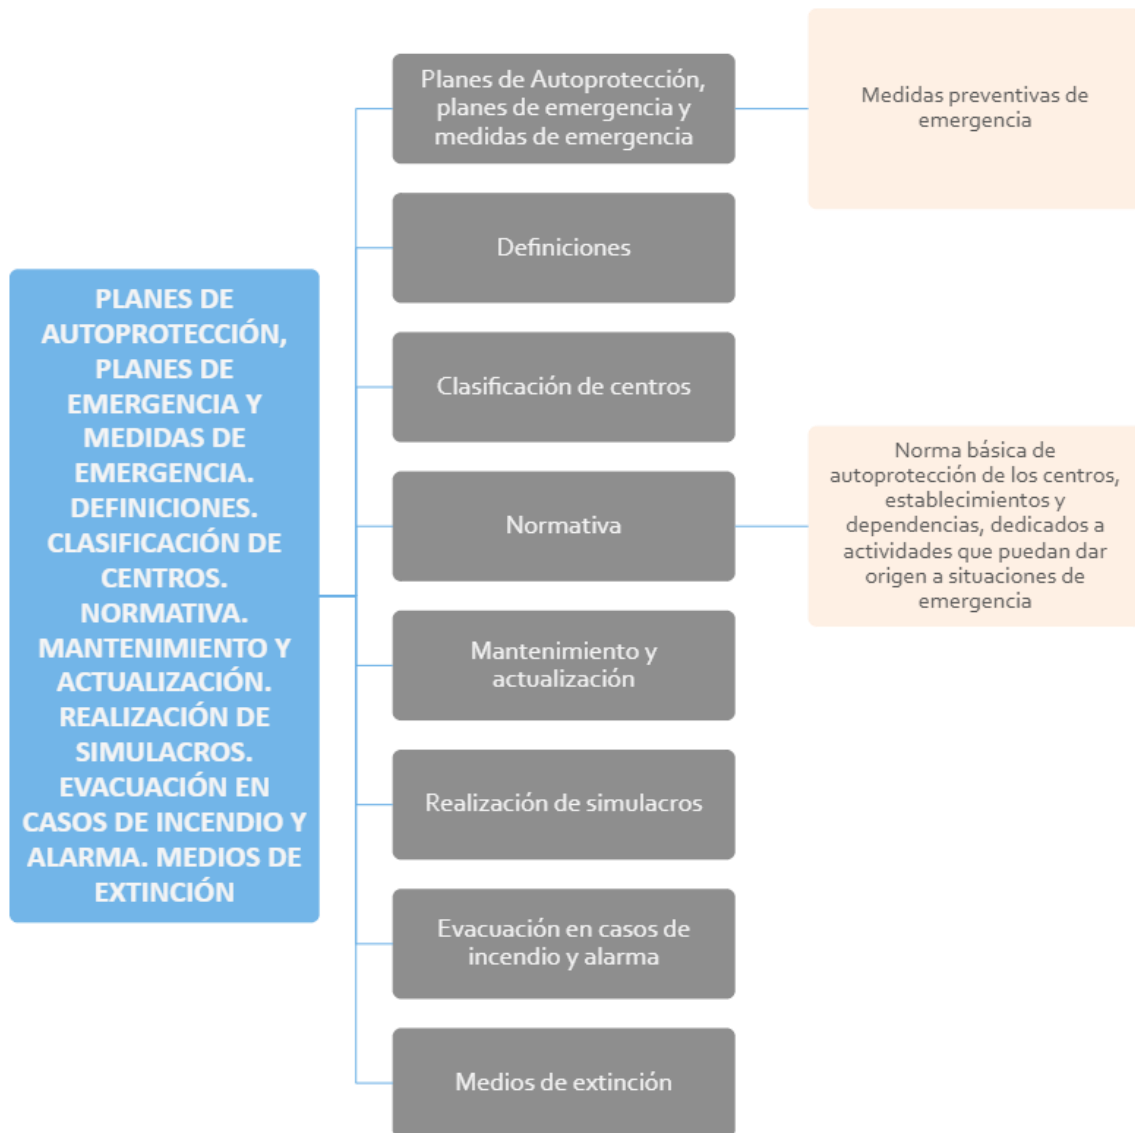 PLANES DE
AUTOPROTECCIÓN,
PLANES DE
EMERGENCIA Y
MEDIDAS DE
EMERGENCIA.
DEFINICIONES.
CLASIFICACIÓN DE
CENTROS.
NORMATIVA.
MANTENIMIENTO Y
ACTUALIZACIÓN.
REALIZACIÓN DE
SIMULACROS.
EVACUACIÓN EN
CASOS DE INCENDIO Y
ALARMA. MEDIOS DE
EXTINCIÓN
Planes de Autoprotección,
planes de emergencia y
medidas de emergencia
Medidas preventivas de
emergencia
Definiciones
Clasificación de centros
Normativa
Norma básica de
autoprotección de los centros,
establecimientos y
dependencias, dedicados a
actividades que puedan dar
origen a situaciones de
emergencia
Mantenimiento y
actualización
Realización de simulacros
Evacuación en casos de
incendio y alarma
Medios de extinción